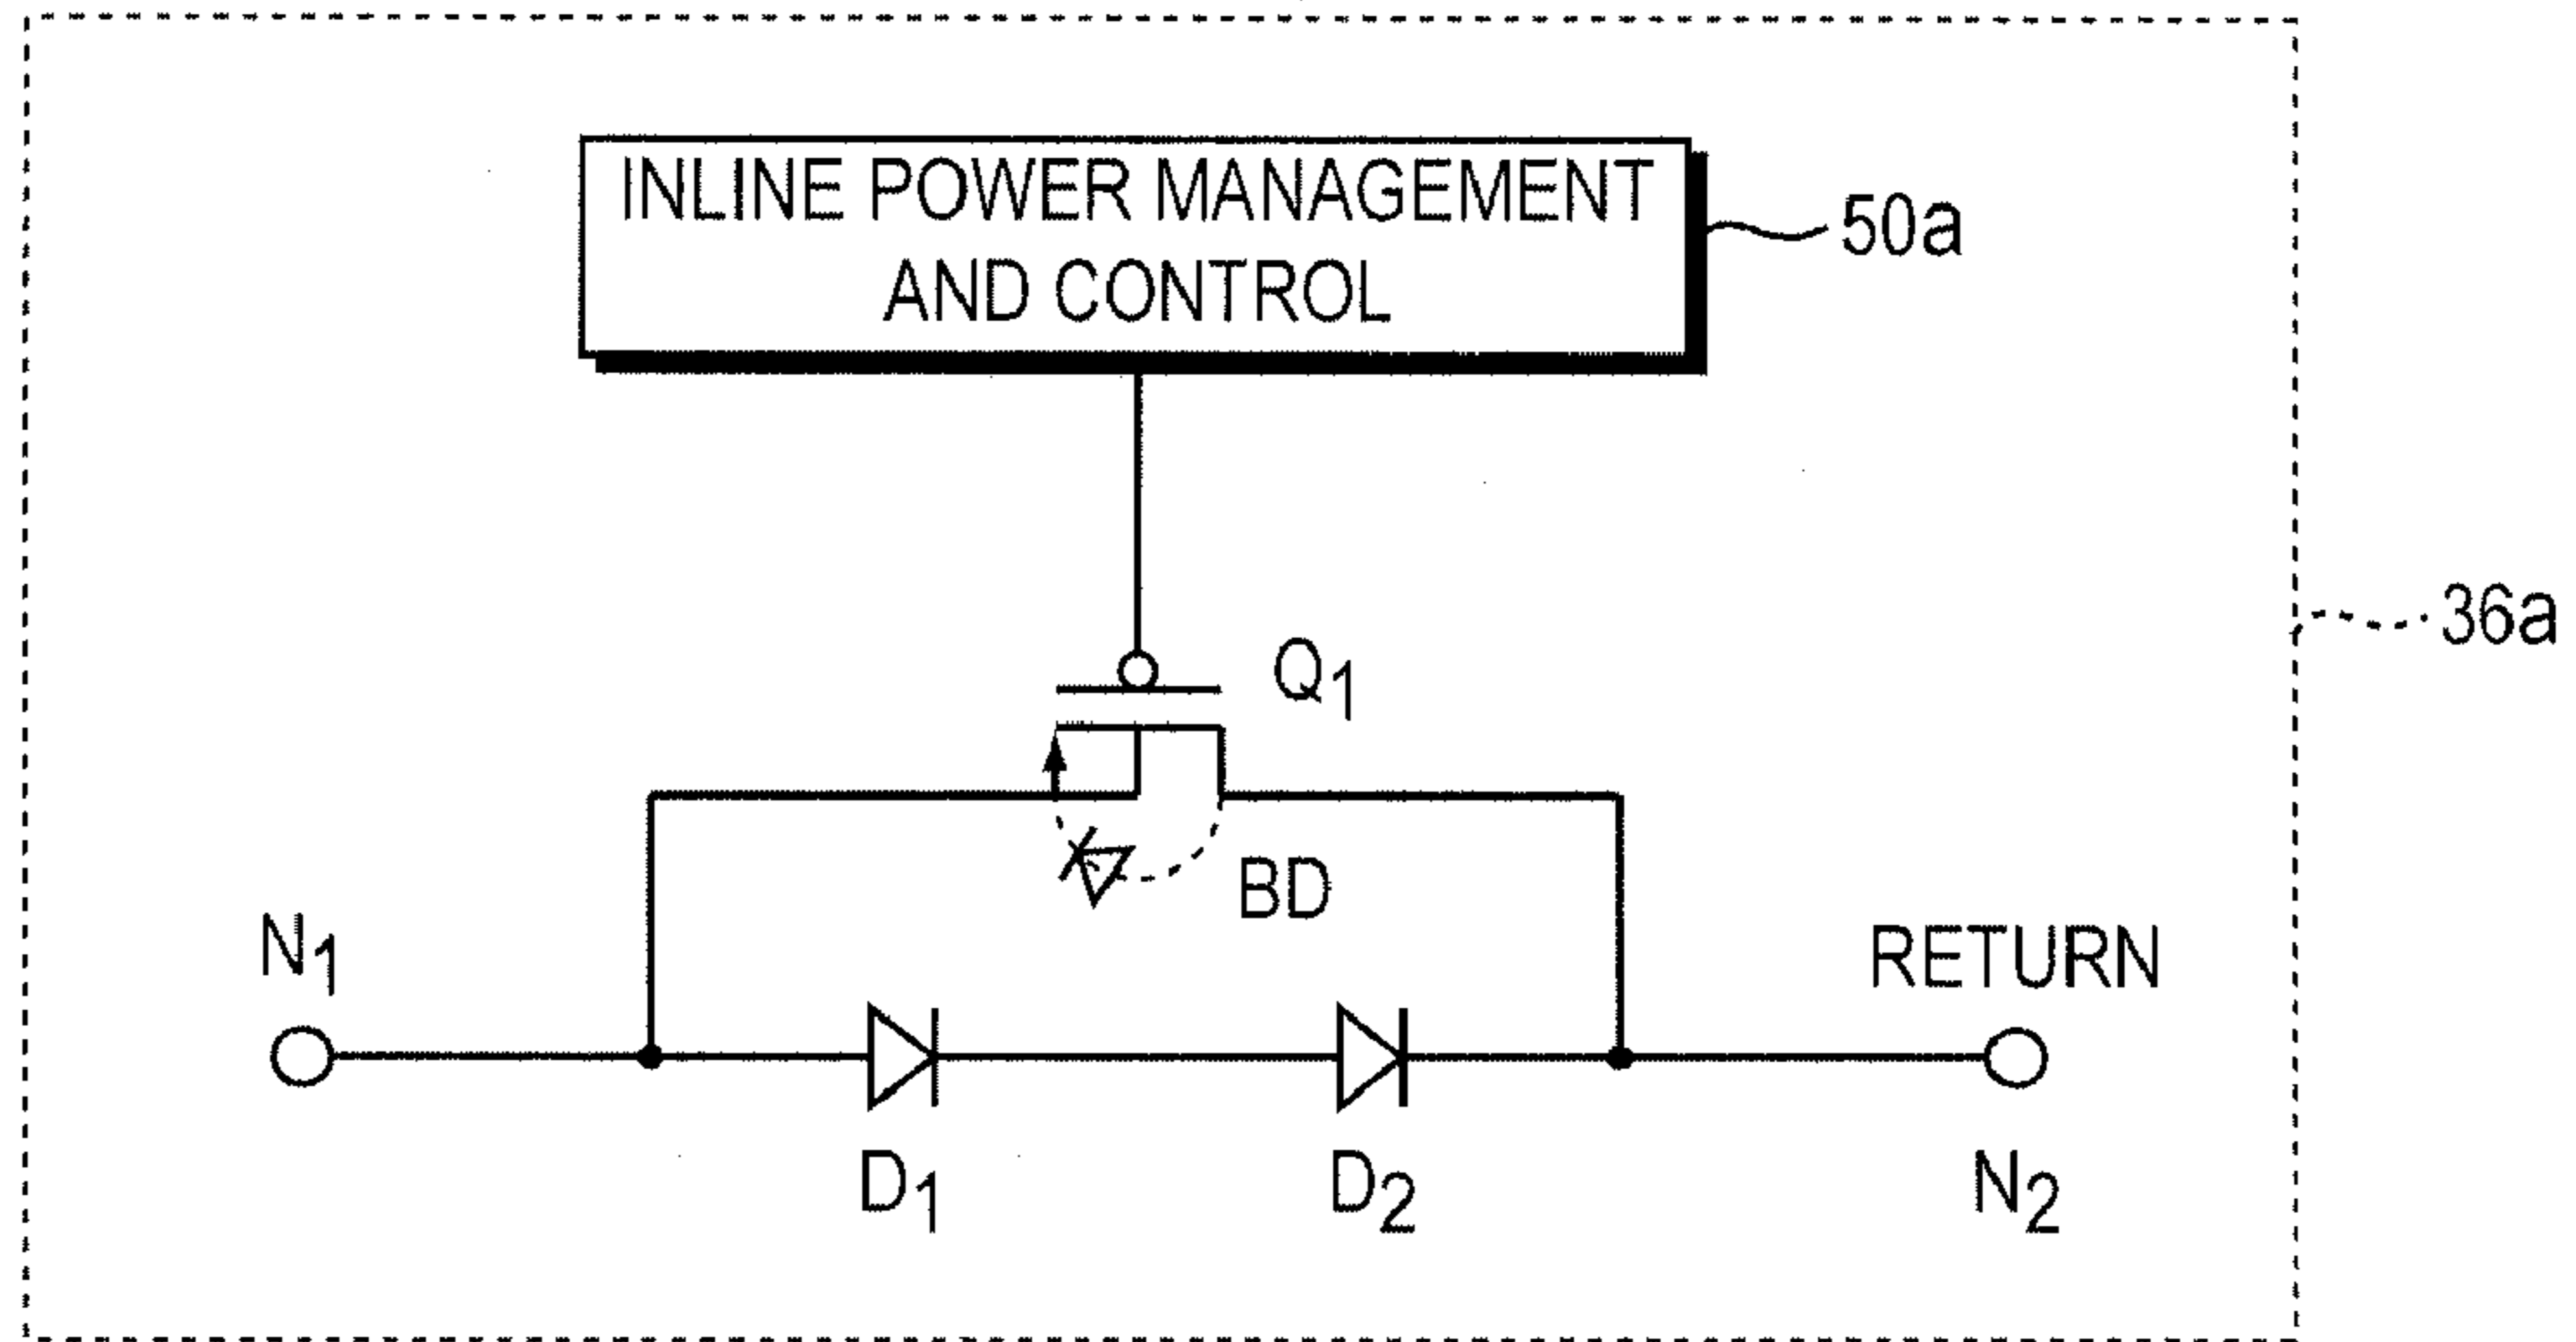 INLINE POWER MANAGEMENT
AND CONTROL
50a
36a
Q1
BD
N1
RETURN
D1
D2
N2